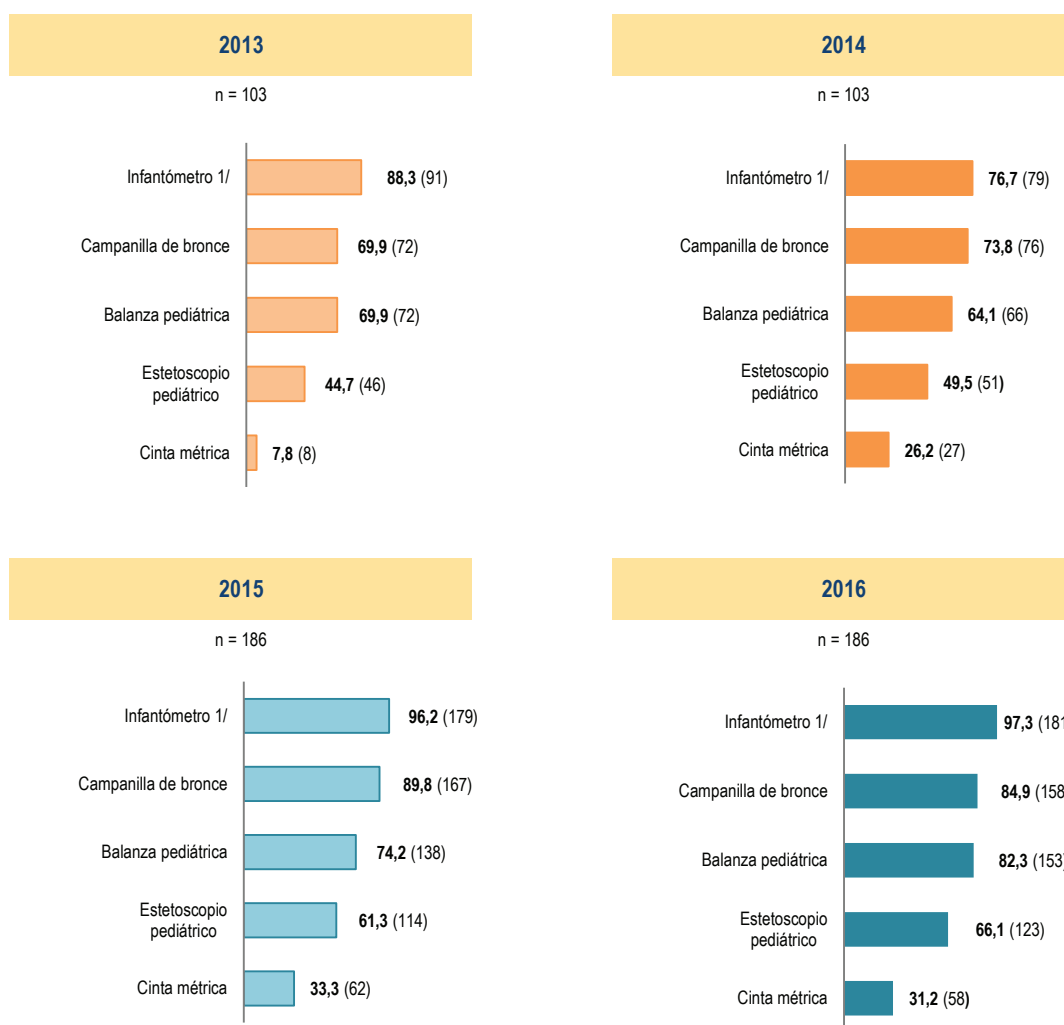 2013
n = 103
Infantómetro 1/ 88,3 (91)
Campanilla de bronce 69,9 (72)
Balanza pediátrica 69,9 (72)
Estetoscopio
pediátrico 44,7 (46)
Cinta métrica 7,8 (8)
2014
n = 103
Infantómetro 1/ 76,7 (79)
Campanilla de bronce 73,8 (76)
Balanza pediátrica 64,1 (66)
Estetoscopio
pediátrico 49,5 (51)
Cinta métrica 26,2 (27)
2015
n = 186
Infantómetro 1/ 96,2 (179)
Campanilla de bronce 89,8 (167)
Balanza pediátrica 74,2 (138)
Estetoscopio
pediátrico 61,3 (114)
Cinta métrica 33,3 (62)
2016
n = 186
Infantómetro 1/ 97,3 (181
Campanilla de bronce 84,9 (158
Balanza pediátrica 82,3 (153)
Estetoscopio
pediátrico 66,1 (123)
Cinta métrica 31,2 (58)